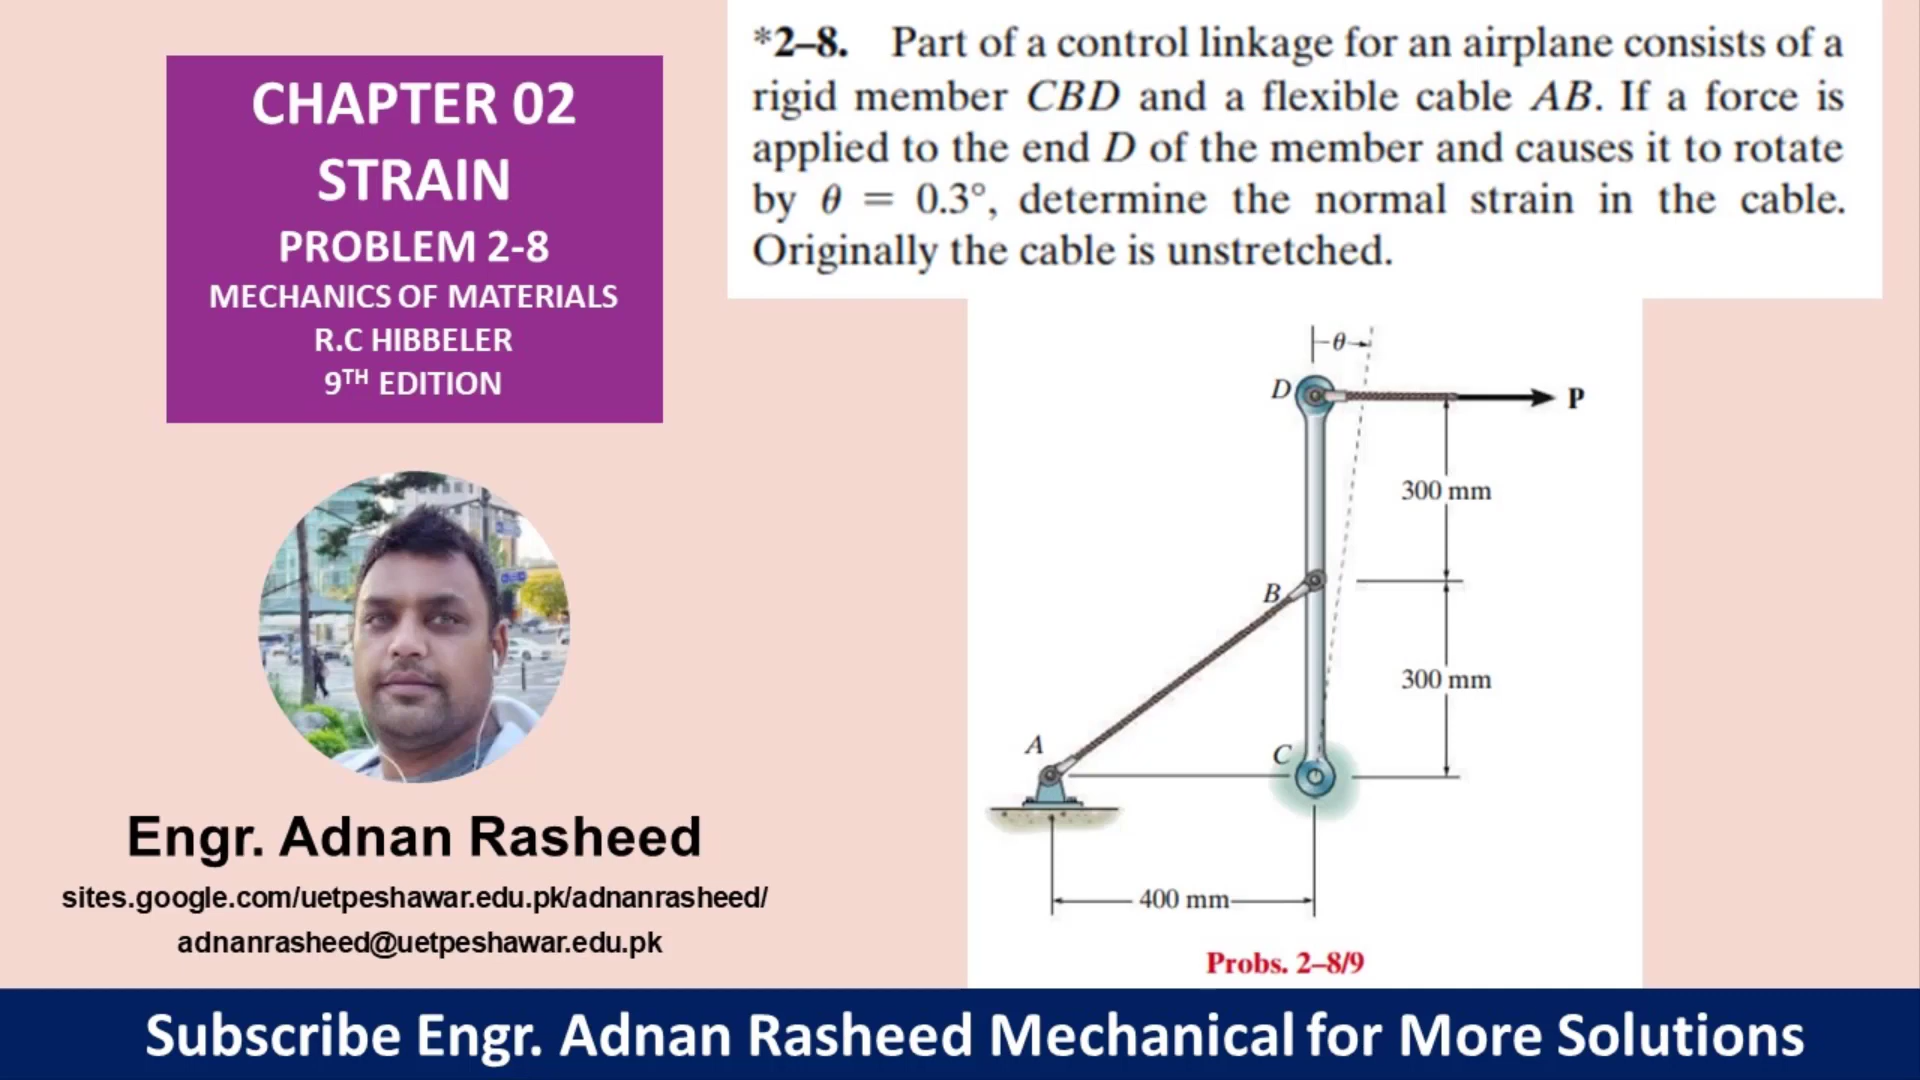 CHAPTER 02
STRAIN
PROBLEM 2-8
MECHANICS OF MATERIALS
R.C HIBBELER
9TH EDITION
Engr. Adnan Rasheed
sites.google.com/uetpeshawar.edu.pk/adnanrasheed/
adnanrasheed@uetpeshawar.edu.pk
*2–8. Part of a control linkage for an airplane consists of a
rigid member CBD and a flexible cable AB. If a force is
applied to the end D of the member and causes it to rotate
by θ = 0.3°, determine the normal strain in the cable.
Originally the cable is unstretched.
θ
D
P
300 mm
B
300 mm
A
C
400 mm
Probs. 2–8/9
Subscribe Engr. Adnan Rasheed Mechanical for More Solutions